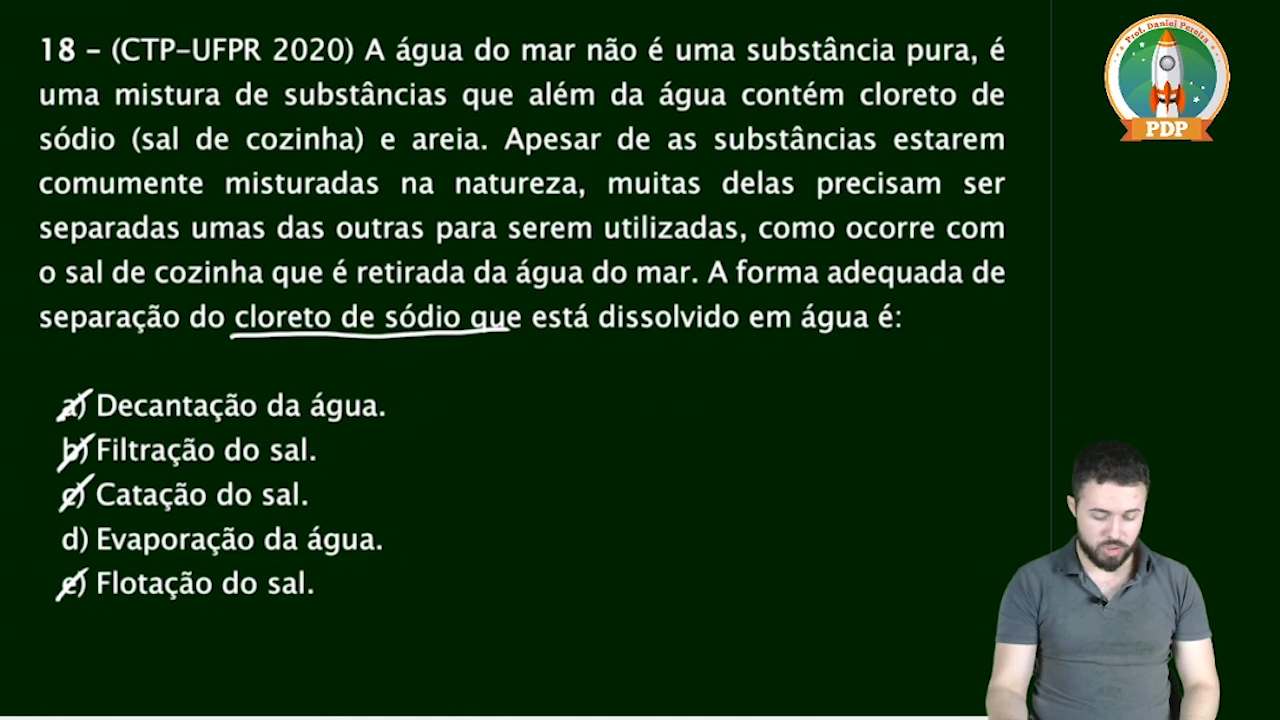 18 – (CTP-UFPR 2020) A água do mar não é uma substância pura, é
uma mistura de substâncias que além da água contém cloreto de
sódio (sal de cozinha) e areia. Apesar de as substâncias estarem
comumente misturadas na natureza, muitas delas precisam ser
separadas umas das outras para serem utilizadas, como ocorre com
o sal de cozinha que é retirada da água do mar. A forma adequada de
separação do cloreto de sódio que está dissolvido em água é:
a) Decantação da água.
b) Filtração do sal.
c) Catação do sal.
d) Evaporação da água.
e) Flotação do sal.
Prof. Daniel Pereira
PDP